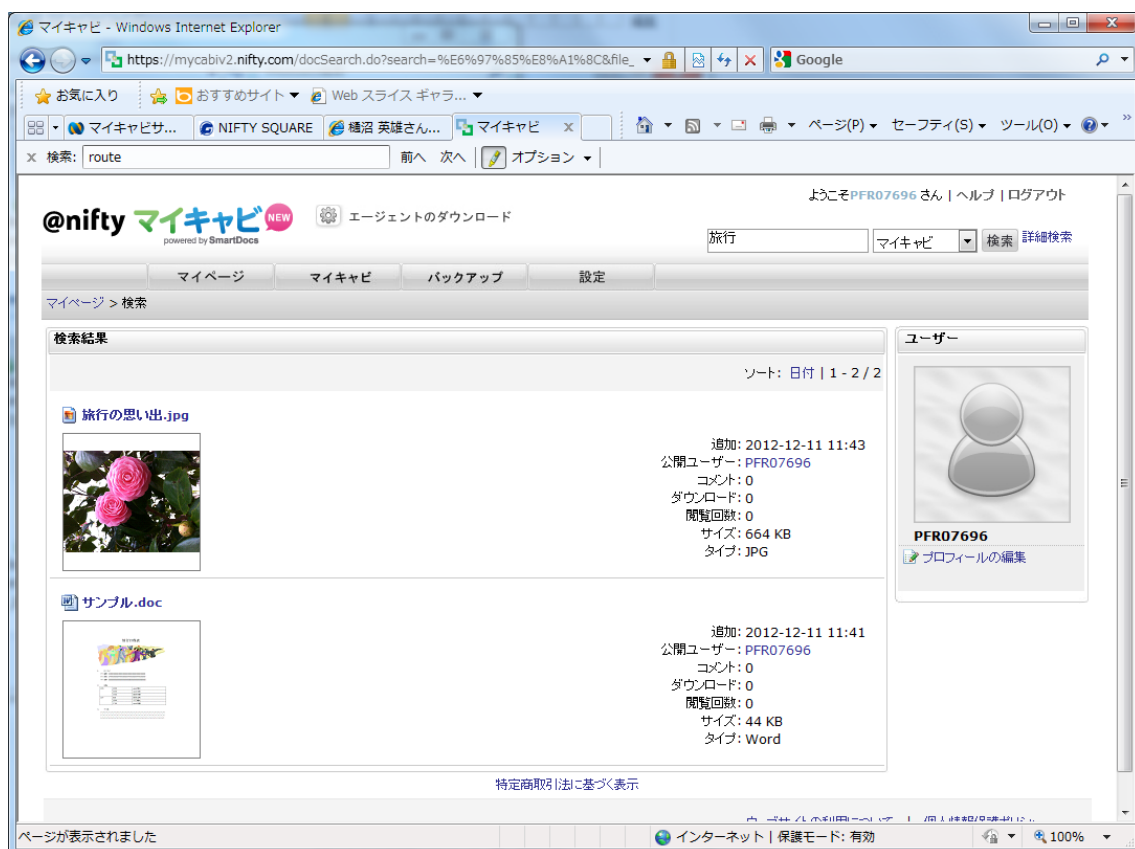 マイキャビ - Windows Internet Explorer
https://mycabiv2.nifty.com/docSearch.do?search=%E6%97%85%E8%A1%8C&file_
Google
お気に入り おすすめサイト Web スライス ギャラ...
マイキャビサ... NIFTY SQUARE 樋沼 英雄さん... マイキャビ x ページ(P) セーフティ(S) ツール(O) »
x 検索: route 前へ 次へ オプション
ようこそPFR07696 さん | ヘルプ | ログアウト
@nifty マイキャビ NEW エージェントのダウンロード
powered by SmartDocs
旅行 マイキャビ 検索 詳細検索
マイページ マイキャビ バックアップ 設定
マイページ > 検索
検索結果
ソート: 日付 | 1 - 2 / 2
旅行の思い出.jpg
追加: 2012-12-11 11:43
公開ユーザー: PFR07696
コメント: 0
ダウンロード: 0
閲覧回数: 0
サイズ: 664 KB
タイプ: JPG
サンプル.doc
追加: 2012-12-11 11:41
公開ユーザー: PFR07696
コメント: 0
ダウンロード: 0
閲覧回数: 0
サイズ: 44 KB
タイプ: Word
ユーザー
PFR07696
プロフィールの編集
特定商取引法に基づく表示
ページが表示されました
インターネット | 保護モード: 有効
100%